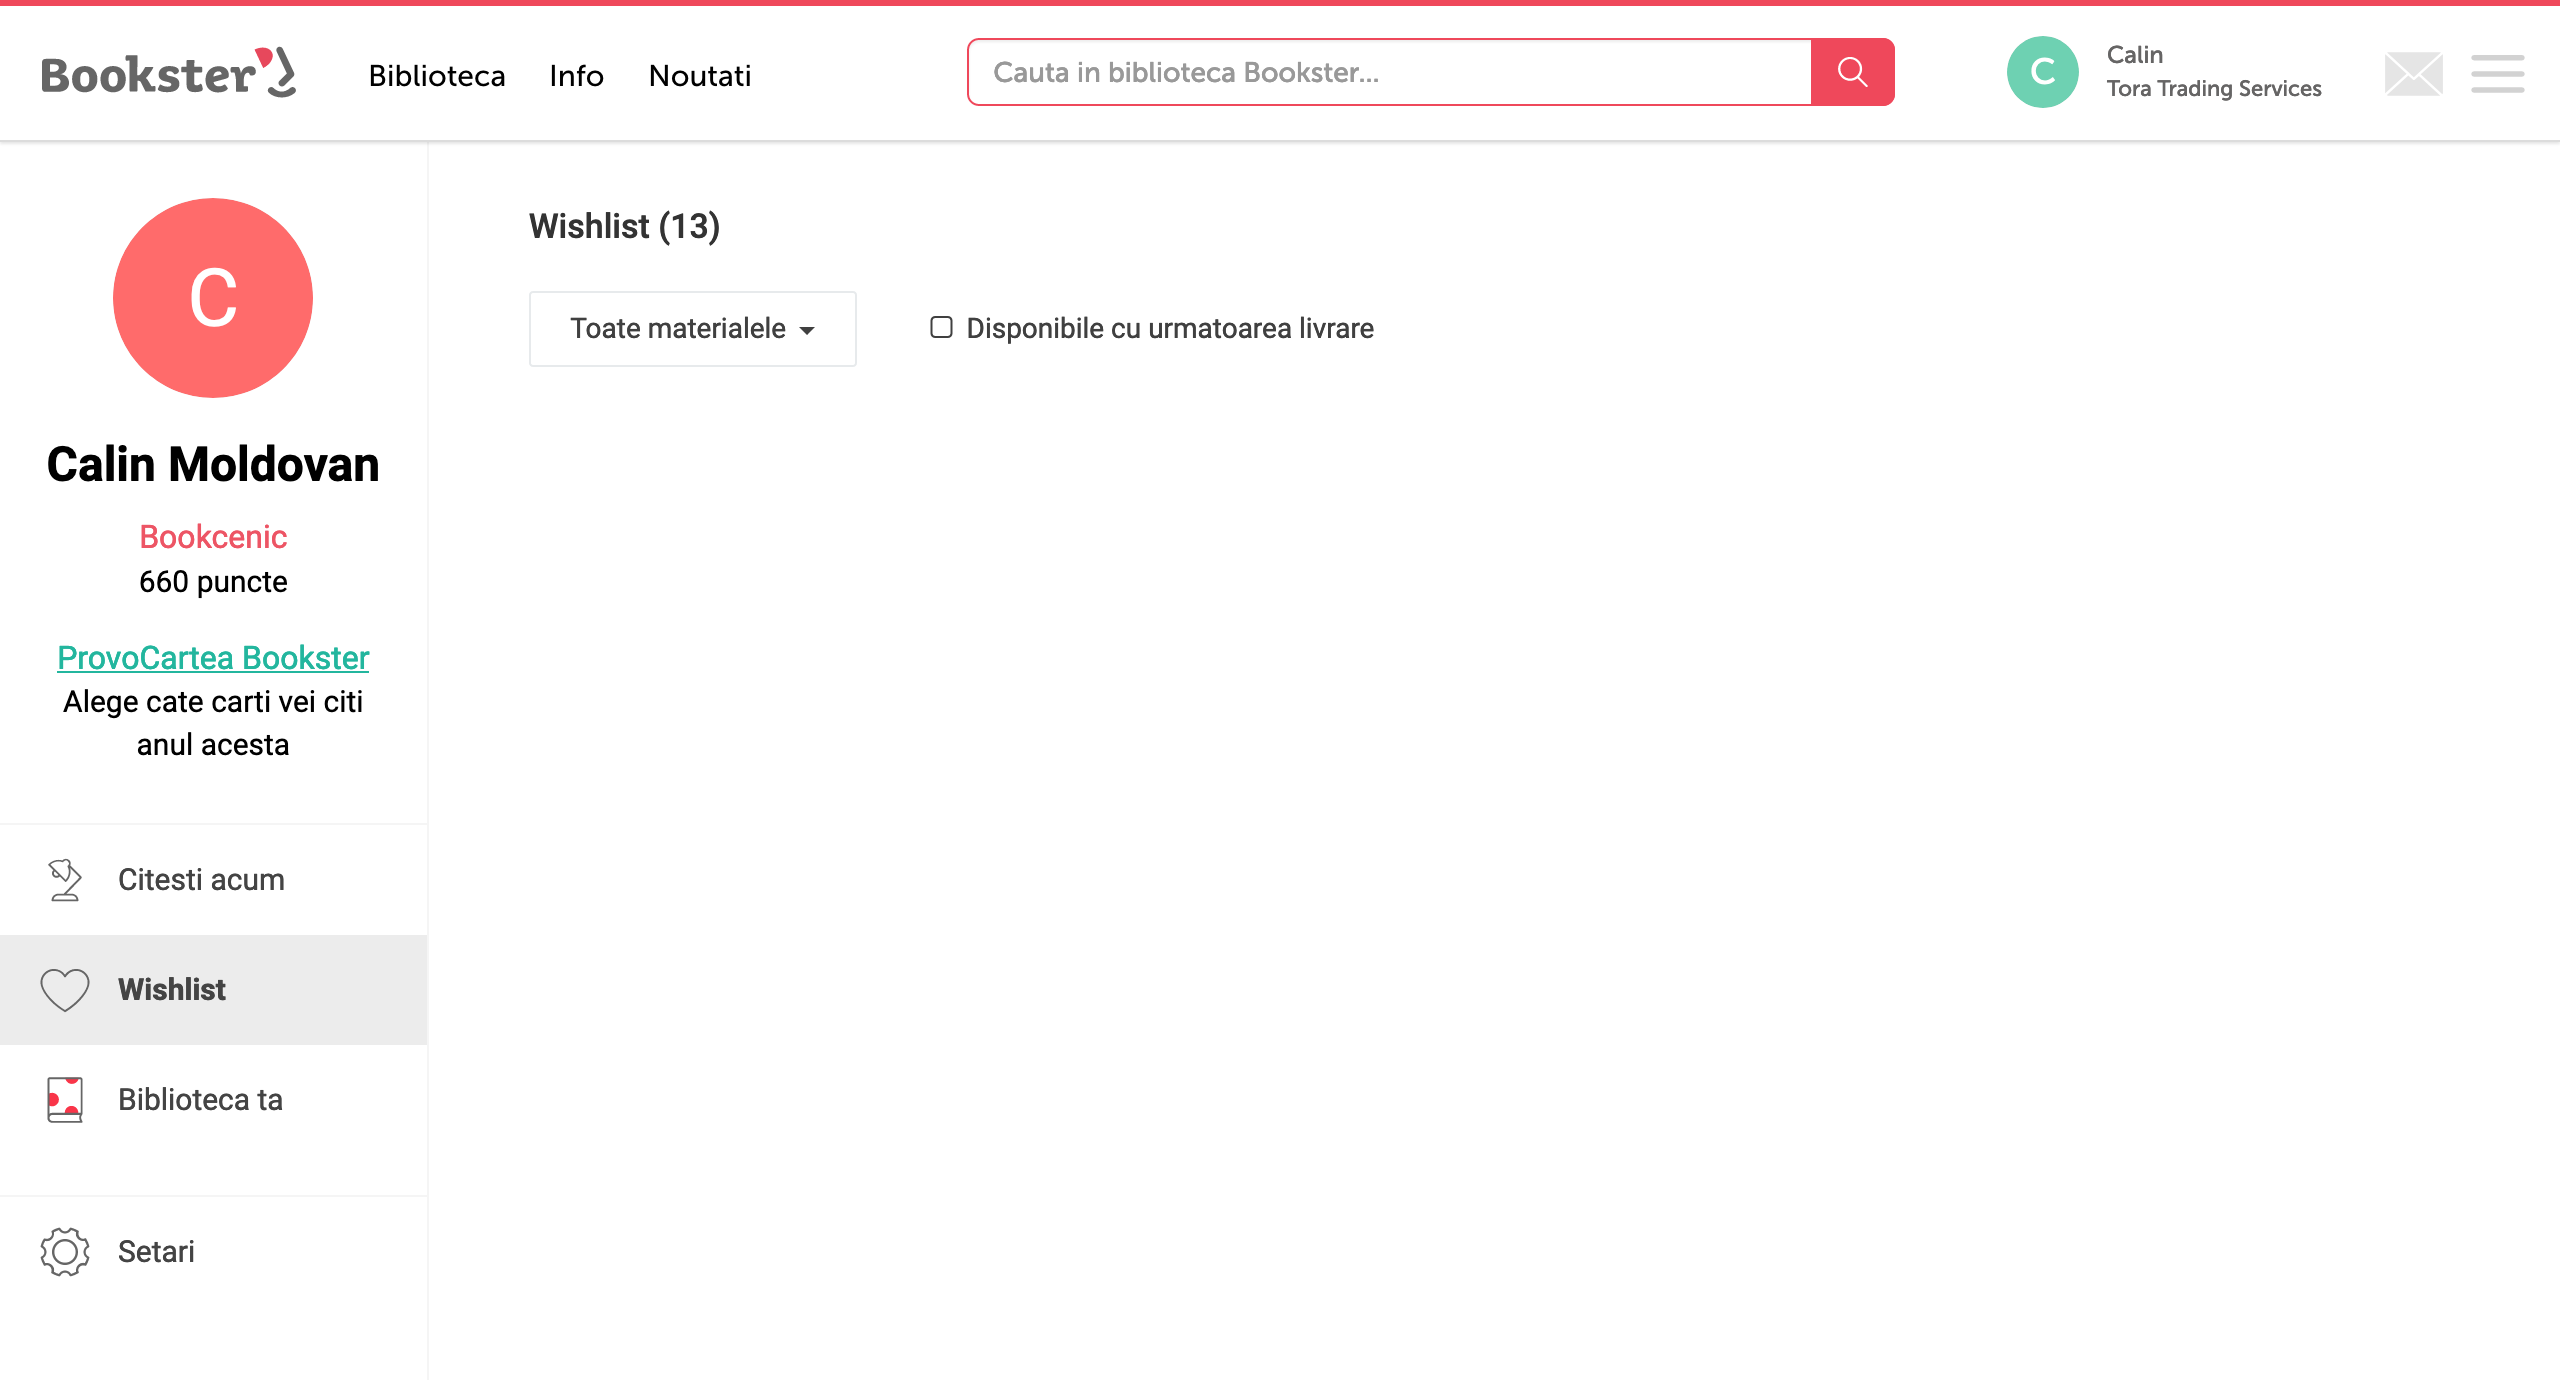 Bookster
Biblioteca
Info
Noutati
Cauta in biblioteca Bookster...
C
Calin
Tora Trading Services
C
Calin Moldovan
Bookcenic
660 puncte
ProvoCartea Bookster
Alege cate carti vei citi
anul acesta
Citesti acum
Wishlist
Biblioteca ta
Setari
Wishlist (13)
Toate materialele
Disponibile cu urmatoarea livrare